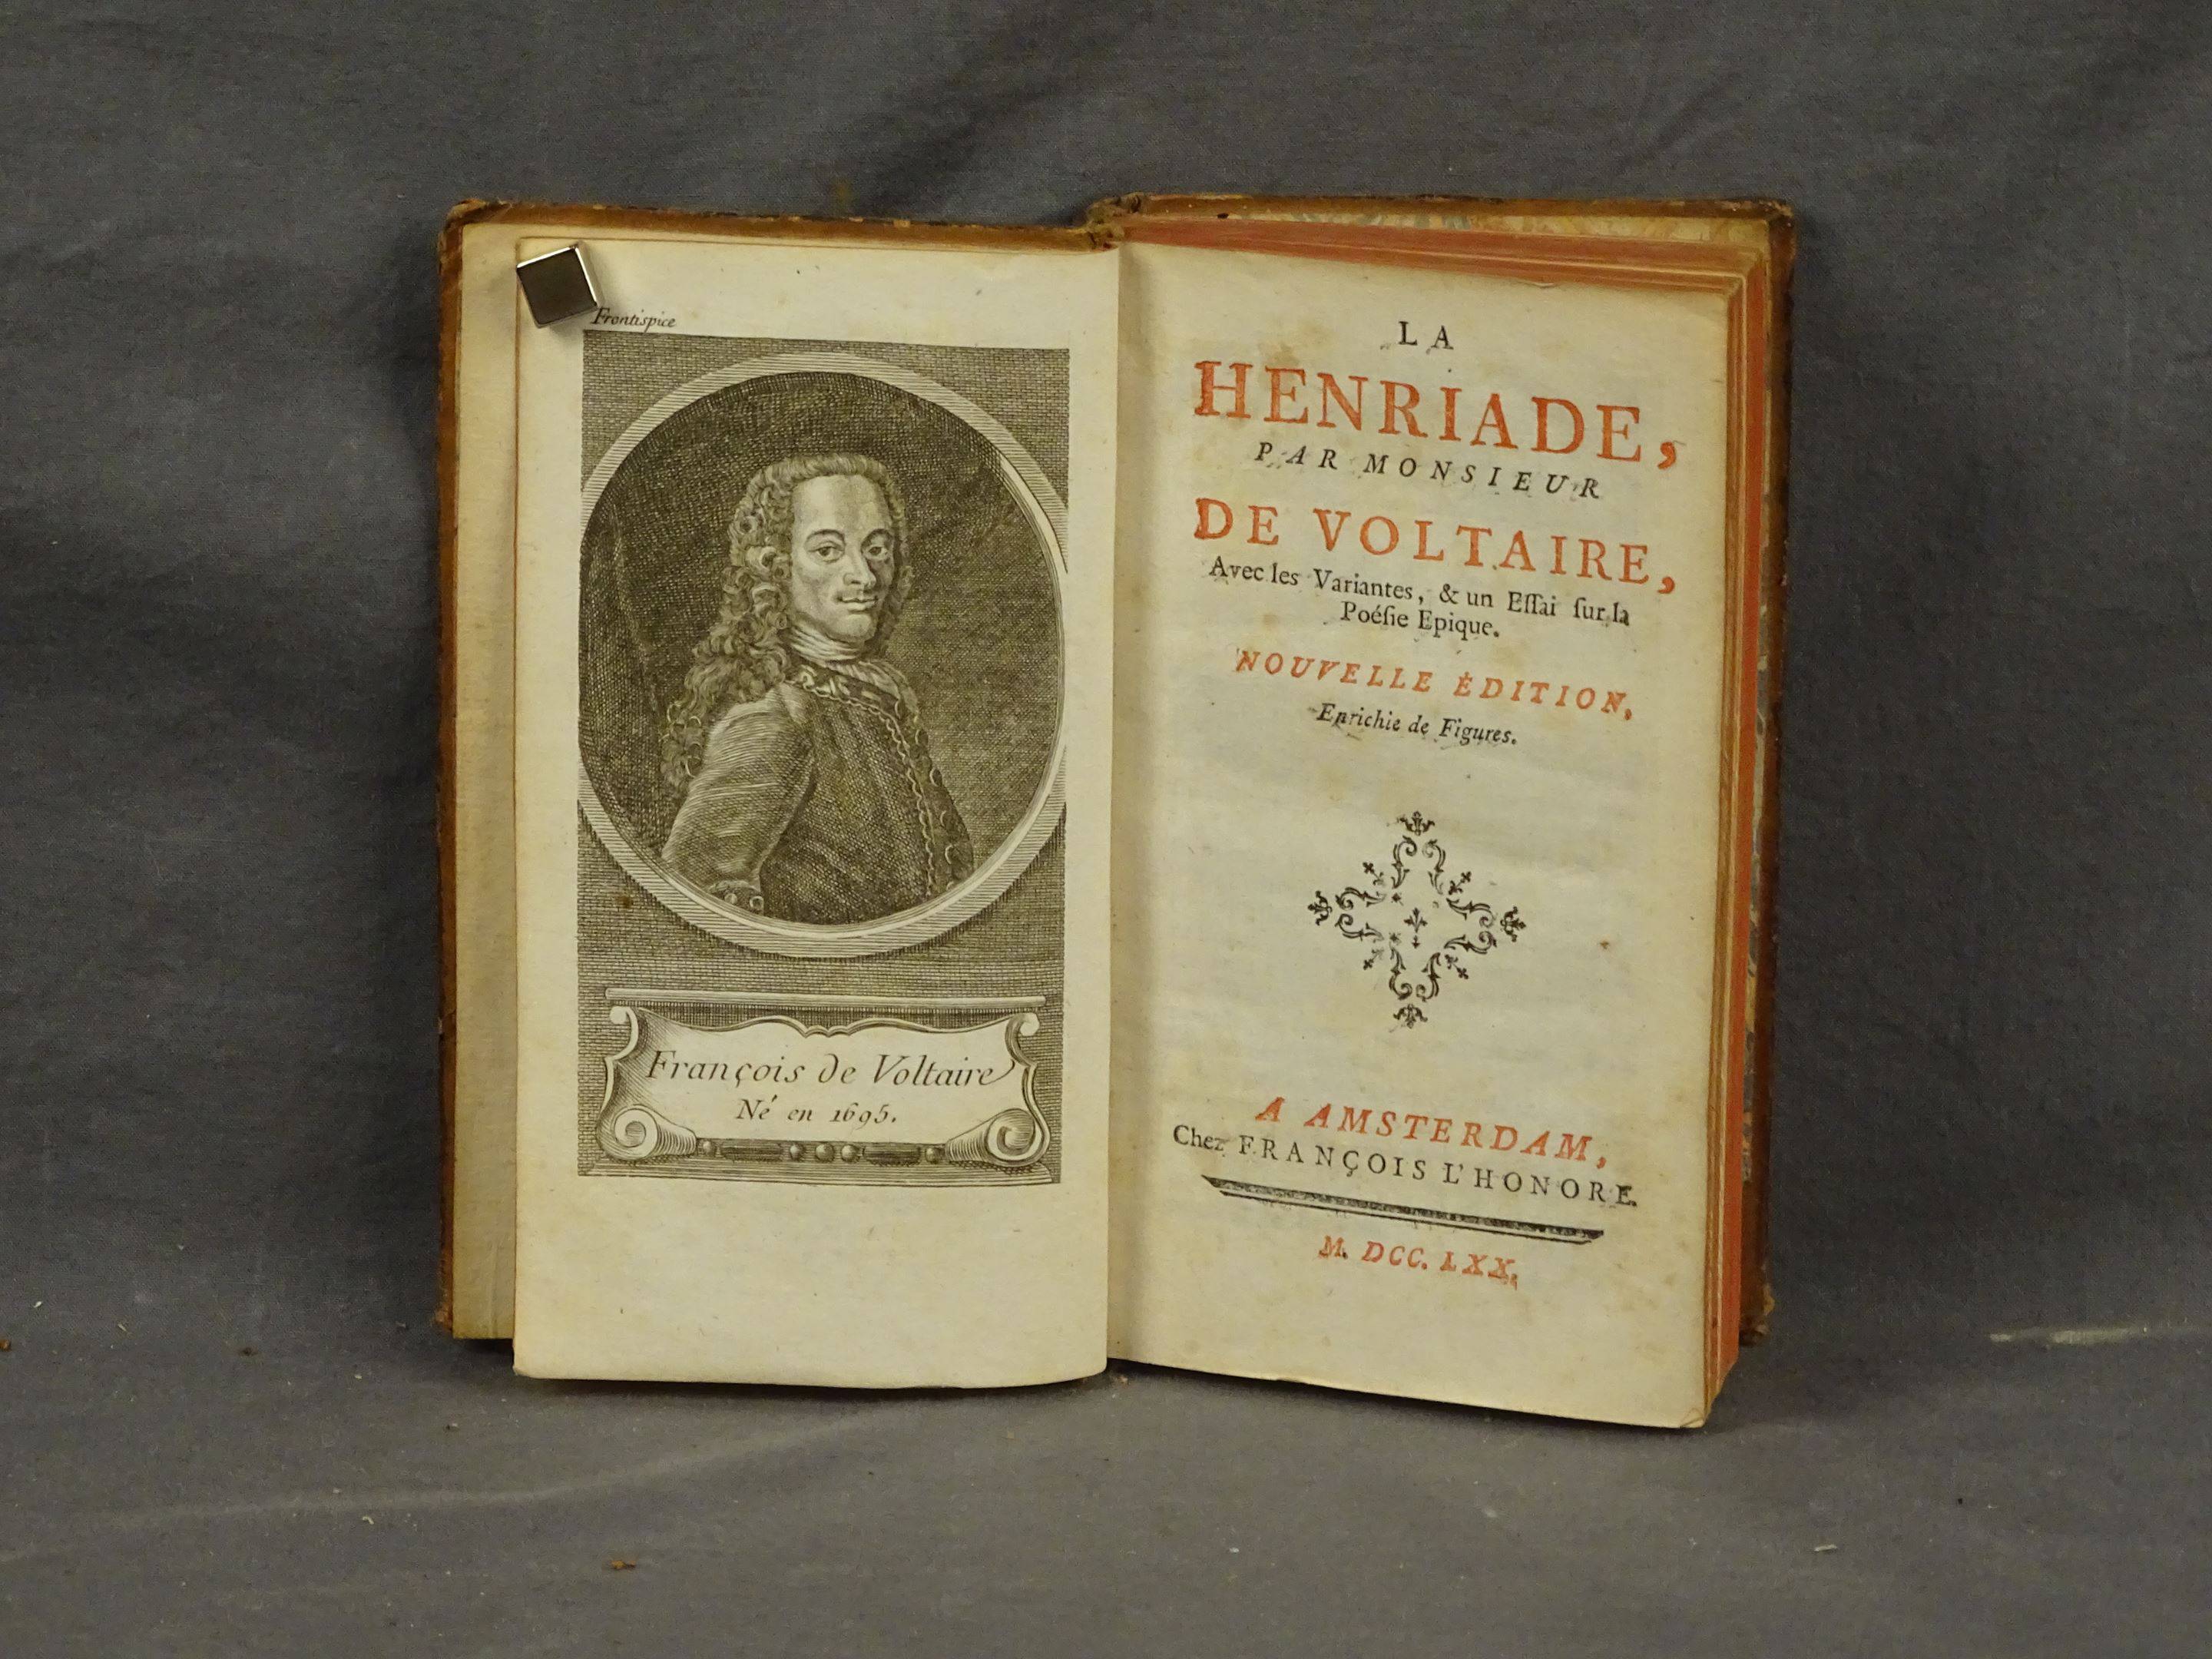 Frontispice
François de Voltaire
Né en 1695.
LA
HENRIADE,
PAR MONSIEUR
DE VOLTAIRE,
Avec les Variantes, & un Eſſai ſur la
Poéſie Epique.
NOUVELLE ÉDITION,
Enrichie de Figures.
A AMSTERDAM,
Chez FRANÇOIS L'HONORE.
M. DCC. LXX.